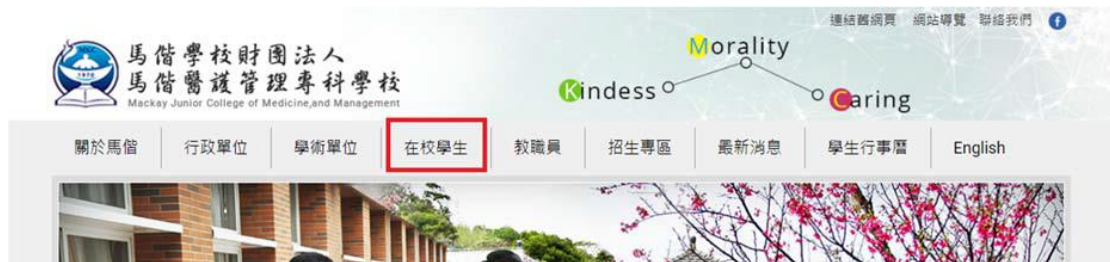 連結舊網頁 網站導覽 聯絡我們 f
馬偕學校財團法人
馬偕醫護管理專科學校
Mackay Junior College of Medicine,and Management
Morality
Kindess
Caring
關於馬偕 行政單位 學術單位 在校學生 教職員 招生專區 最新消息 學生行事曆 English